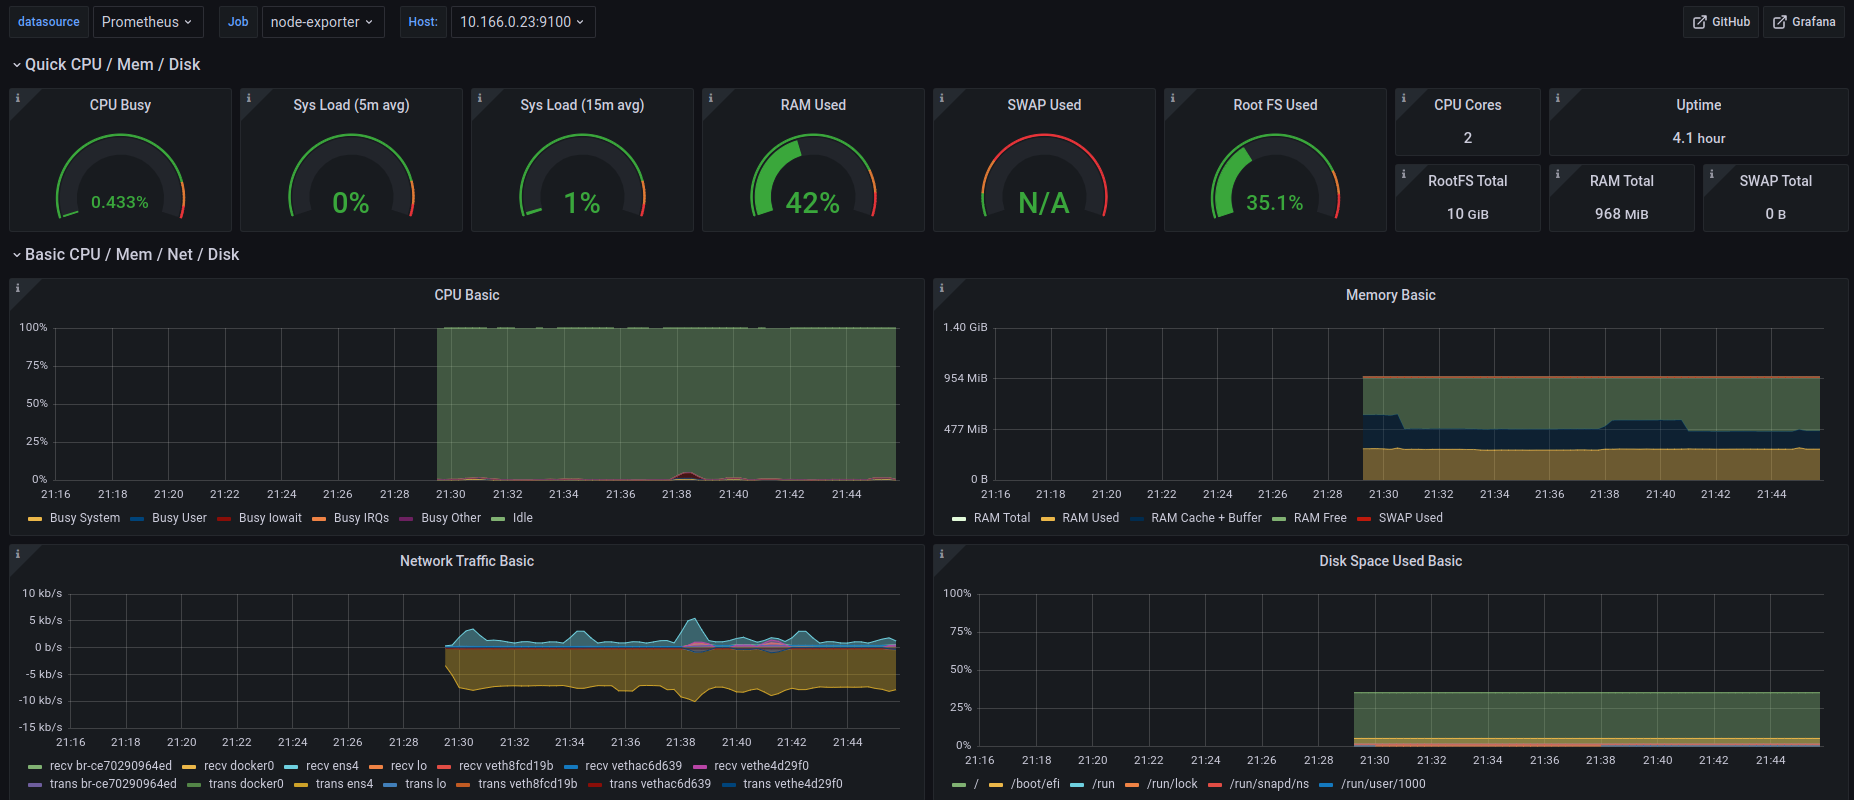 datasource Prometheus Job node-exporter Host: 10.166.0.23:9100 GitHub Grafana
Quick CPU / Mem / Disk
CPU Busy Sys Load (5m avg) Sys Load (15m avg) RAM Used SWAP Used Root FS Used CPU Cores Uptime
0.433% 0% 1% 42% N/A 35.1% 2 4.1 hour
RootFS Total RAM Total SWAP Total
10 GiB 968 MiB 0 B
Basic CPU / Mem / Net / Disk
CPU Basic
100%
75%
50%
25%
0%
21:16 21:18 21:20 21:22 21:24 21:26 21:28 21:30 21:32 21:34 21:36 21:38 21:40 21:42 21:44
Busy System Busy User Busy Iowait Busy IRQs Busy Other Idle
Memory Basic
1.40 GiB
954 MiB
477 MiB
0 B
21:16 21:18 21:20 21:22 21:24 21:26 21:28 21:30 21:32 21:34 21:36 21:38 21:40 21:42 21:44
RAM Total RAM Used RAM Cache + Buffer RAM Free SWAP Used
Network Traffic Basic
10 kb/s
5 kb/s
0 b/s
-5 kb/s
-10 kb/s
-15 kb/s
21:16 21:18 21:20 21:22 21:24 21:26 21:28 21:30 21:32 21:34 21:36 21:38 21:40 21:42 21:44
recv br-ce70290964ed recv docker0 recv ens4 recv lo recv veth8fcd19b recv vethac6d639 recv vethe4d29f0
trans br-ce70290964ed trans docker0 trans ens4 trans lo trans veth8fcd19b trans vethac6d639 trans vethe4d29f0
Disk Space Used Basic
100%
75%
50%
25%
0%
21:16 21:18 21:20 21:22 21:24 21:26 21:28 21:30 21:32 21:34 21:36 21:38 21:40 21:42 21:44
/ /boot/efi /run /run/lock /run/snapd/ns /run/user/1000